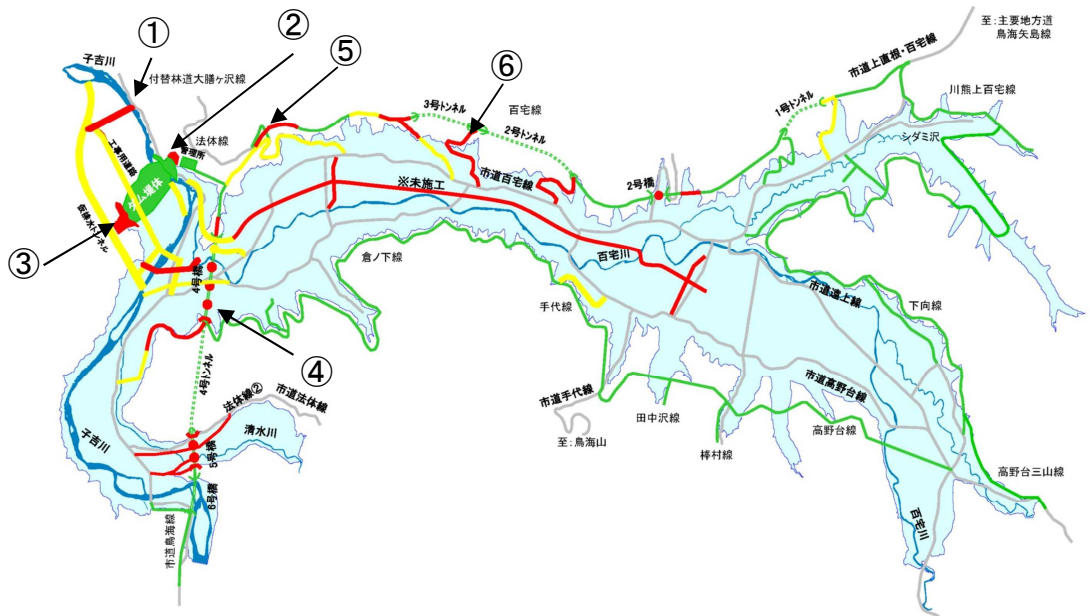 ①
②
⑤
⑥
③
④
子吉川
付替林道大膳ヶ沢線
法体線
管理所
工事用道路
ダム堤体
仮排水トンネル
3号トンネル
百宅線
2号トンネル
市道百宅線
※未施工
2号橋
1号トンネル
市道上直根・百宅線
至:主要地方道
鳥海矢島線
川熊上百宅線
シダミ沢
4号橋
倉ノ下線
百宅川
手代線
市道遠上線
下向線
4号トンネル
法体線②
市道法体線
清水川
子吉川
5号橋
6号橋
市道鳥海線
市道手代線
至:鳥海山
田中沢線
棒村線
市道高野台線
高野台線
高野台三山線
百宅川